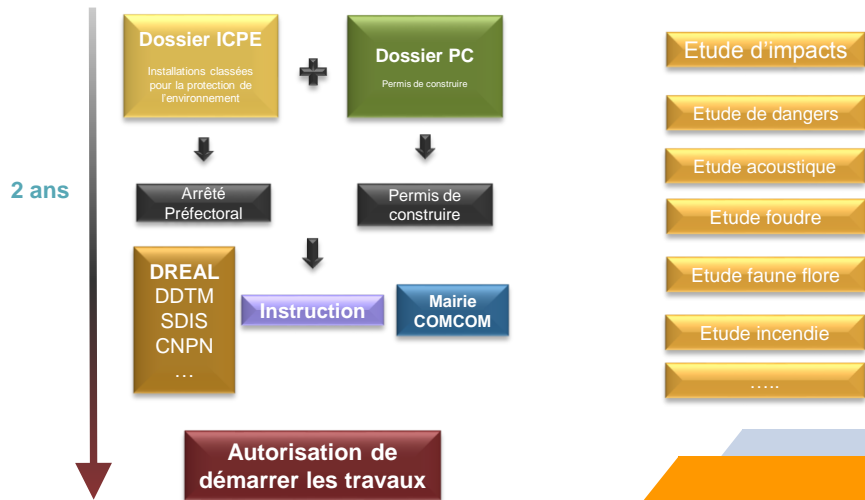 2 ans
Dossier ICPE
Installations classées
pour la protection de
l'environnement
Dossier PC
Permis de construire
Arrêté
Préfectoral
Permis de
construire
DREAL
DDTM
SDIS
CNPN
…
Instruction
Mairie
COMCOM
Autorisation de
démarrer les travaux
Etude d'impacts
Etude de dangers
Etude acoustique
Etude foudre
Etude faune flore
Etude incendie
.....